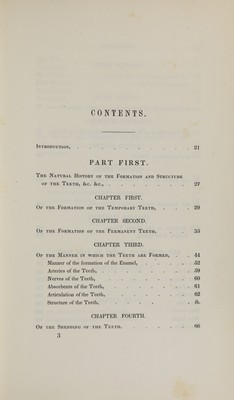 CONTENTS.
INTRODUCTION, . . . . . . . . 21
PART FIRST.
THE NATURAL HISTORY OF THE FORMATION AND STRUCTURE
OF THE TEETH, &C. &C., . . . . . . 27
CHAPTER FIRST.
OF THE FORMATION OF THE TEMPORARY TEETH, . . . 29
CHAPTER SECOND.
OF THE FORMATION OF THE PERMANENT TEETH, . . . 35
CHAPTER THIRD.
OF THE MANNER IN WHICH THE TEETH ARE FORMED, . . 44
Manner of the formation of the Enamel, . . . . 52
Arteries of the Teeth, . . . . . . 59
Nerves of the Teeth, . . . . . . 60
Absorbents of the Teeth, . . . . . 61
Articulation of the Teeth, . . . . . 62
Structure of the Teeth, . . . . . . ib.
CHAPTER FOURTH.
OF THE SHEDDING OF THE TEETH. . . . . 66
3